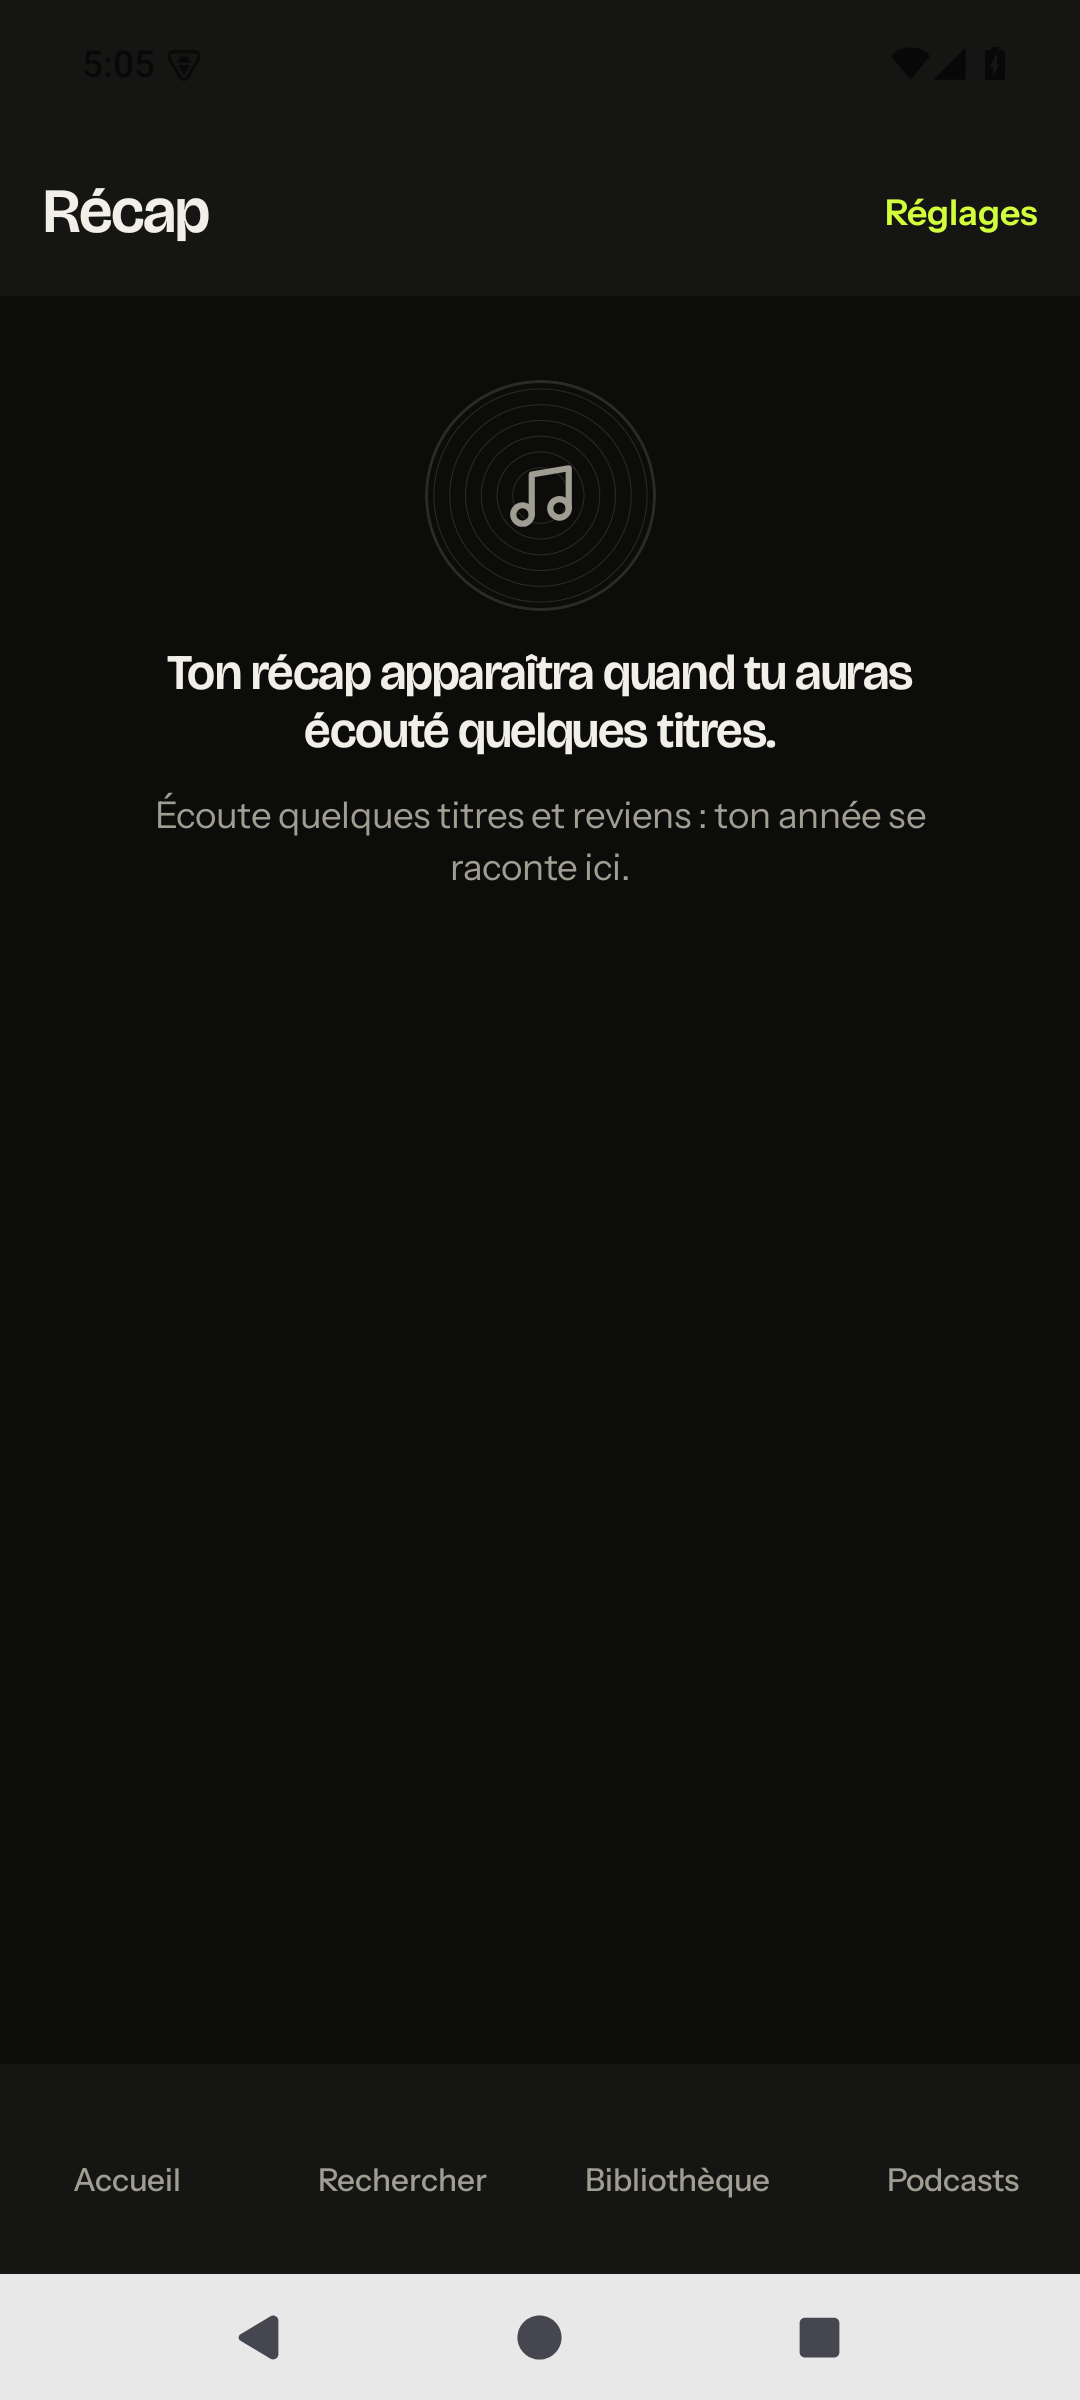 5:05
Récap
Réglages
Ton récap apparaîtra quand tu auras
écouté quelques titres.
Écoute quelques titres et reviens : ton année se
raconte ici.
Accueil
Rechercher
Bibliothèque
Podcasts